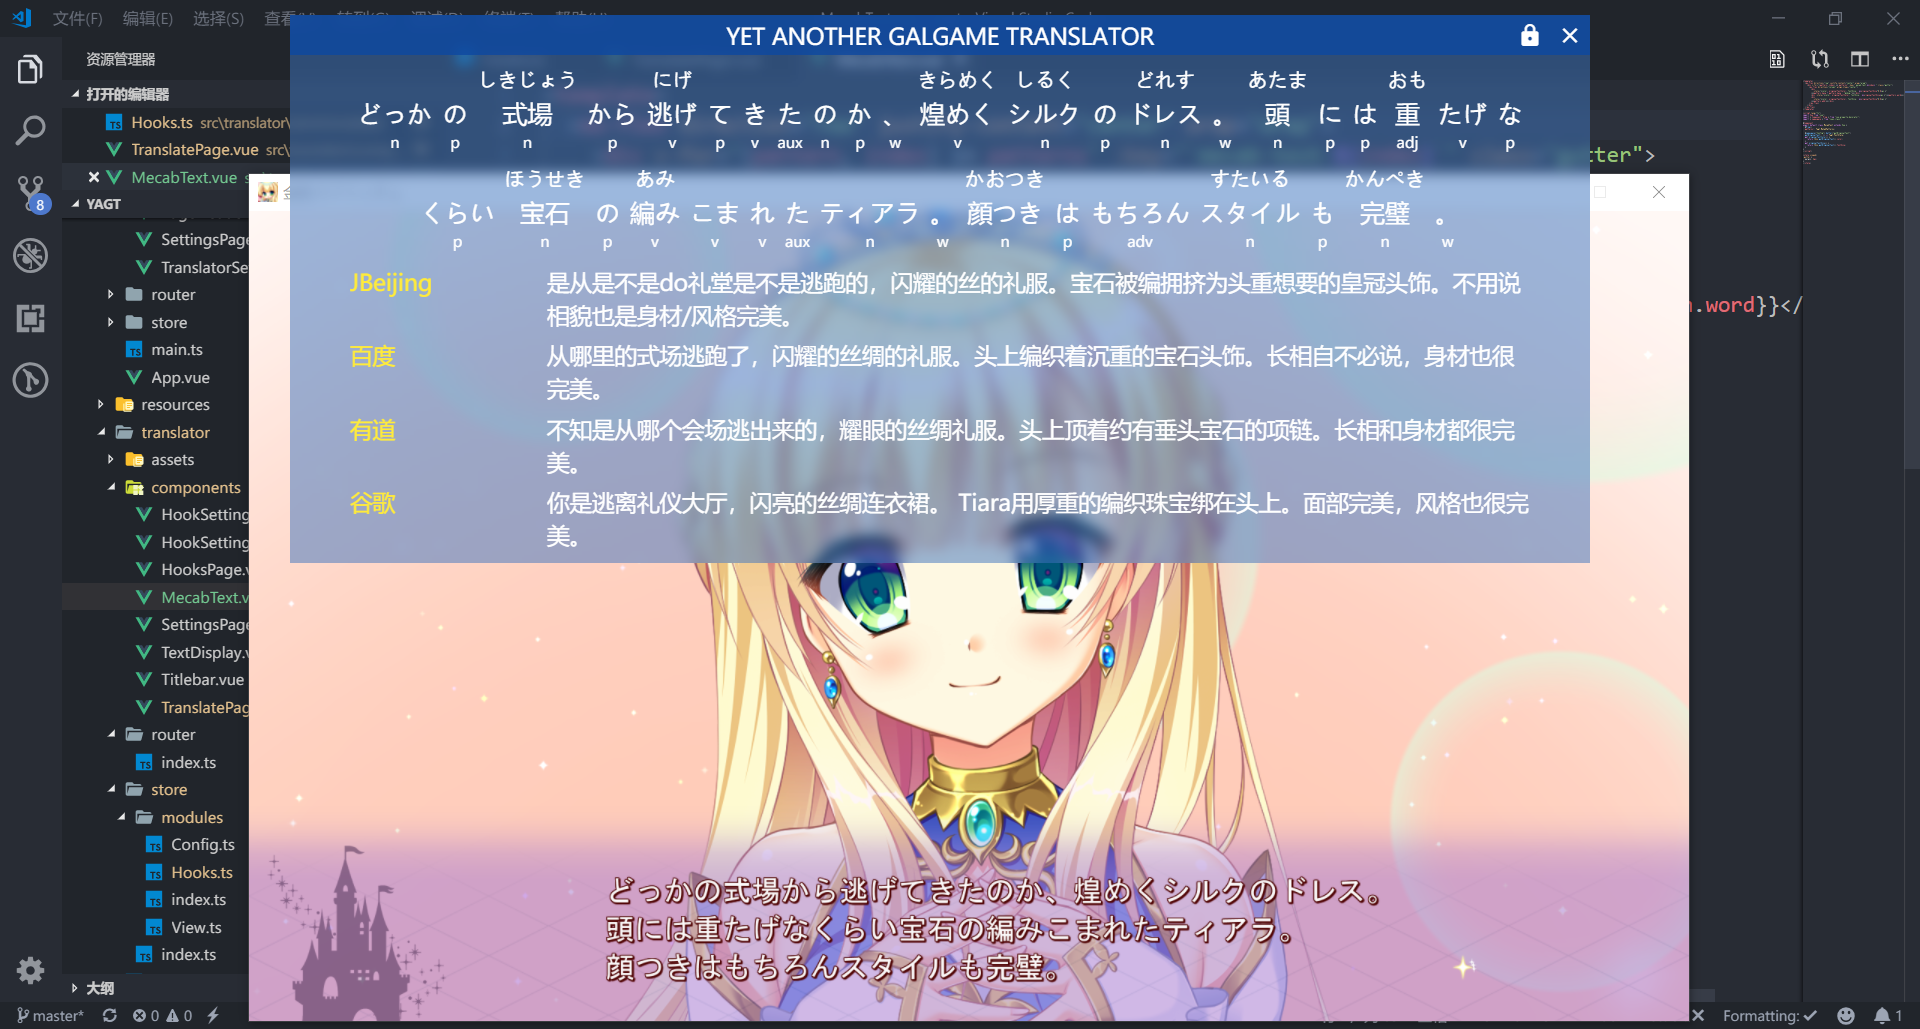 文件(F) 编辑(E) 选择(S)
YET ANOTHER GALGAME TRANSLATOR
资源管理器
打开的编辑器
Hooks.ts src\translator\
TranslatePage.vue
MecabText.vue
YAGT
SettingsPage
TranslatorSe
router
store
main.ts
App.vue
resources
translator
assets
components
HookSetting
HookSetting
HooksPage.v
MecabText.v
SettingsPage
TextDisplay.v
Titlebar.vue
TranslatePag
router
index.ts
store
modules
Config.ts
Hooks.ts
index.ts
View.ts
index.ts
大纲
8
しきじょう にげ きらめく しるく どれす あたま おも
どっか の 式場 から 逃げ て き た の か 、 煌めく シルク の ドレス 。 頭 に は 重 たげ な
n p n p v p v aux n p w v n p n w n p p adj v p
ほうせき あみ かおつき すたいる かんぺき
くらい 宝石 の 編み こま れ た ティアラ 。 顔つき は もちろん スタイル も 完璧 。
p n p v v v aux n w n p adv n p n w
JBeijing 是从是不是do礼堂是不是逃跑的，闪耀的丝的礼服。宝石被编拥挤为头重想要的皇冠头饰。不用说
相貌也是身材/风格完美。
百度 从哪里的式场逃跑了，闪耀的丝绸的礼服。头上编织着沉重的宝石头饰。长相自不必说，身材也很
完美。
有道 不知是从哪个会场逃出来的，耀眼的丝绸礼服。头上顶着约有垂头宝石的项链。长相和身材都很完
美。
谷歌 你是逃离礼仪大厅，闪亮的丝绸连衣裙。 Tiara用厚重的编织珠宝绑在头上。面部完美，风格也很完
美。
tter">
.word}}</
どっかの式場から逃げてきたのか、煌めくシルクのドレス。
頭には重たげなくらい宝石の編みこまれたティアラ。
顔つきはもちろんスタイルも完璧。
master* 0 0
Formatting: 1